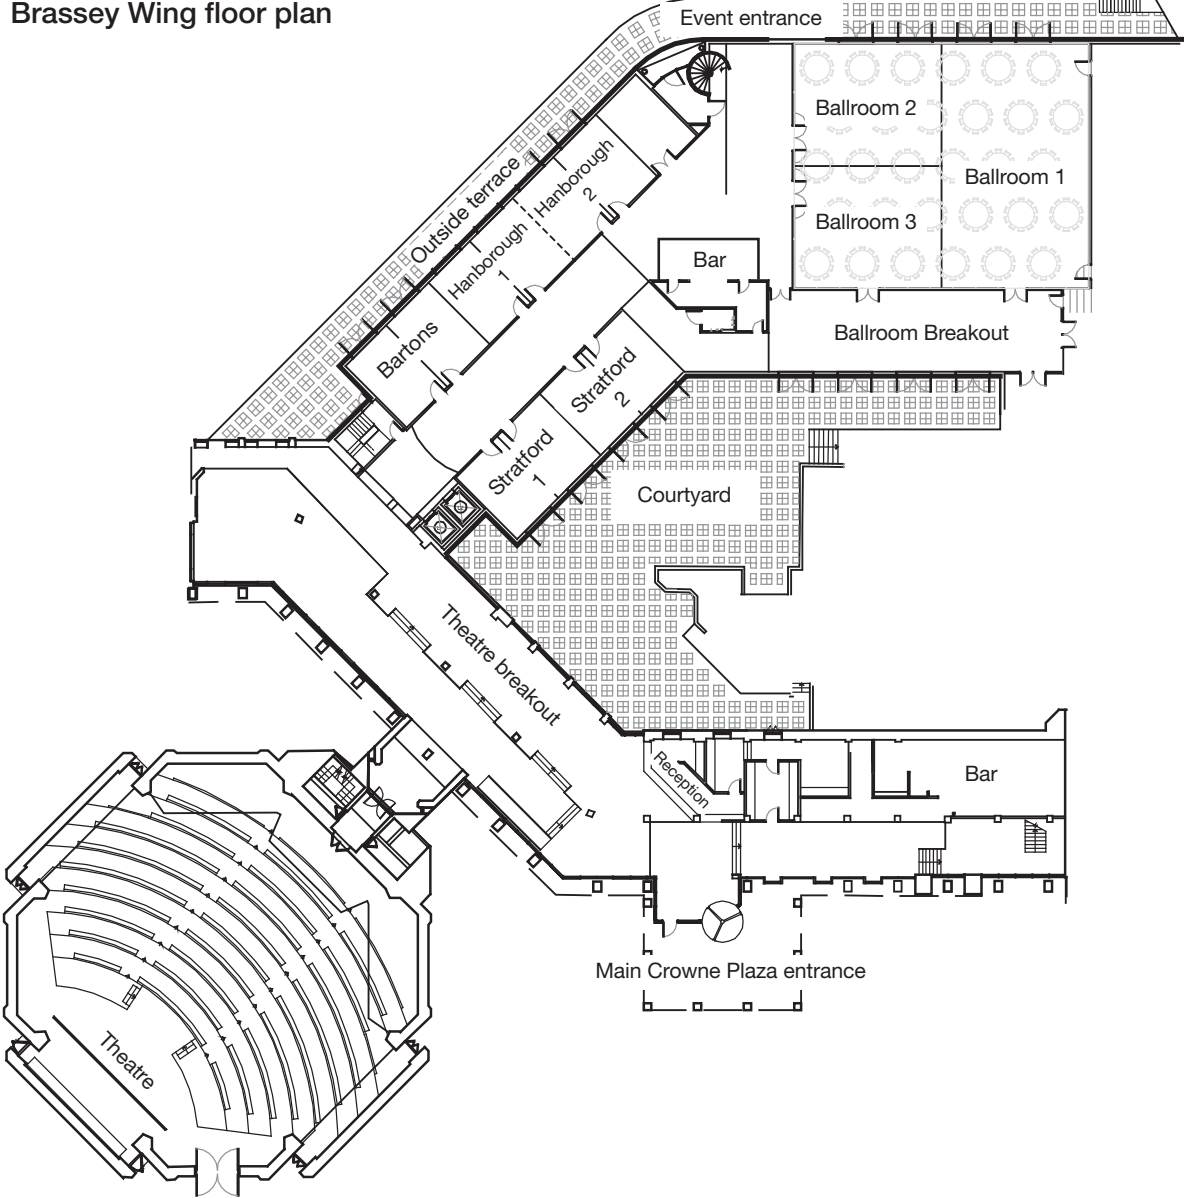 Brassey Wing floor plan
Event entrance
Ballroom 2
Ballroom 1
Ballroom 3
Outside terrace
Hanborough
2
Hanborough
1
Bar
Bartons
Ballroom Breakout
Stratford
2
Stratford
1
Courtyard
Theatre breakout
Reception
Bar
Main Crowne Plaza entrance
Theatre